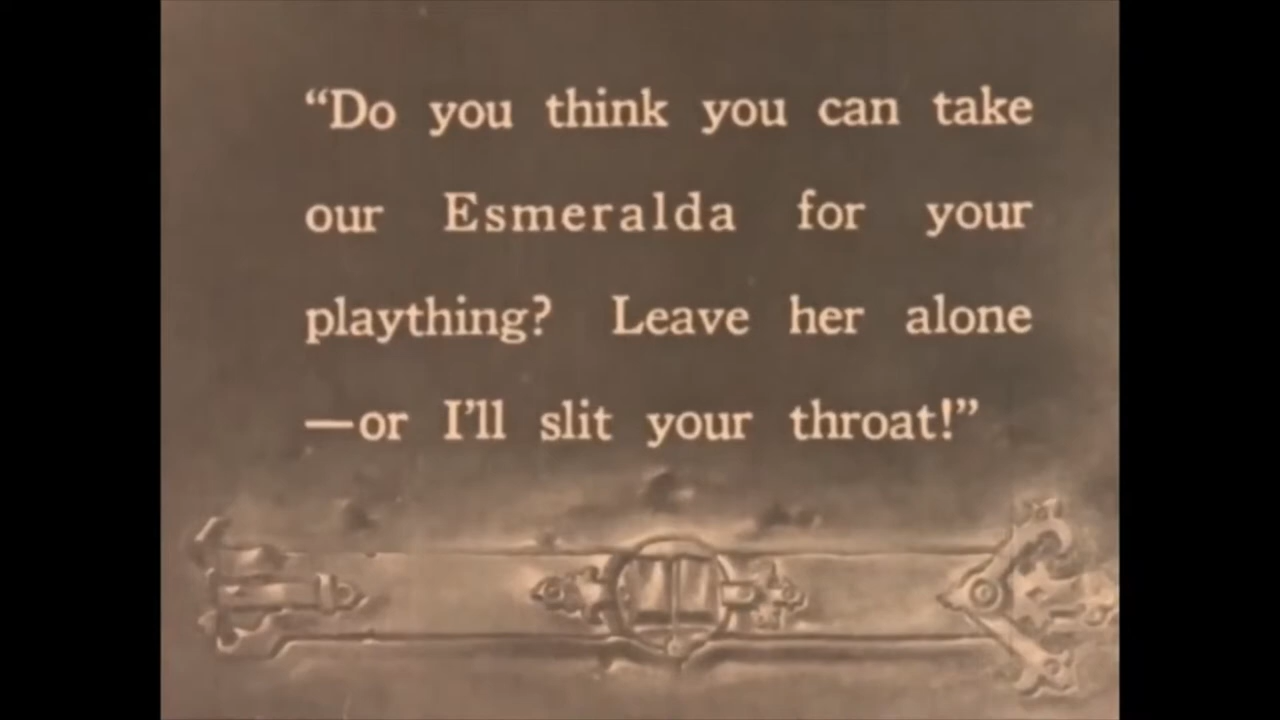 “Do you think you can take
our Esmeralda for your
plaything? Leave her alone
—or I’ll slit your throat!”